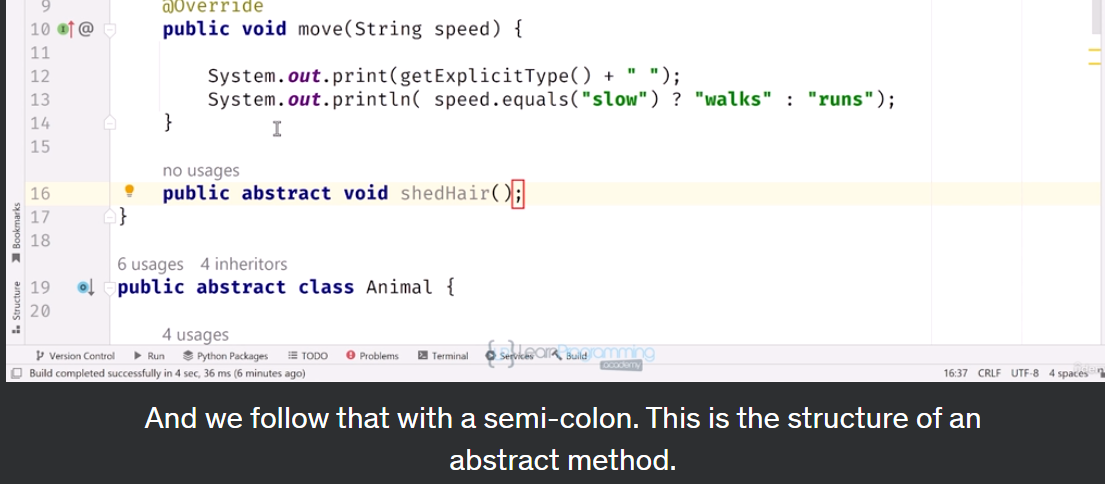 9 @Override
10 @ public void move(String speed) {
11
12 System.out.print(getExplicitType() + " ");
13 System.out.println( speed.equals("slow") ? "walks" : "runs");
14 }
15
no usages
16 public abstract void shedHair();
17 }
18
6 usages 4 inheritors
19 public abstract class Animal {
20
4 usages
Bookmarks
Structure
Version Control Run Python Packages TODO Problems Terminal Services Build
LearnProgramming
academy
Build completed successfully in 4 sec, 36 ms (6 minutes ago) 16:37 CRLF UTF-8 4 spaces
And we follow that with a semi-colon. This is the structure of an
abstract method.